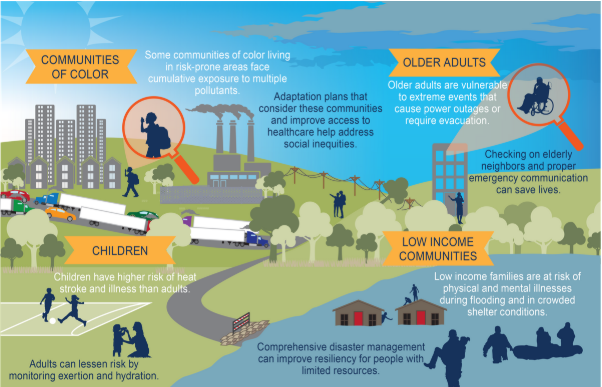 COMMUNITIES
OF COLOR
Some communities of color living
in risk-prone areas face
cumulative exposure to multiple
pollutants.
Adaptation plans that
consider these communities
and improve access to
healthcare help address
social inequities.
OLDER ADULTS
Older adults are vulnerable
to extreme events that
cause power outages or
require evacuation.
Checking on elderly
neighbors and proper
emergency communication
can save lives.
CHILDREN
Children have higher risk of heat
stroke and illness than adults.
Adults can lessen risk by
monitoring exertion and hydration.
LOW INCOME
COMMUNITIES
Low income families are at risk of
physical and mental illnesses
during flooding and in crowded
shelter conditions.
Comprehensive disaster management
can improve resiliency for people with
limited resources.